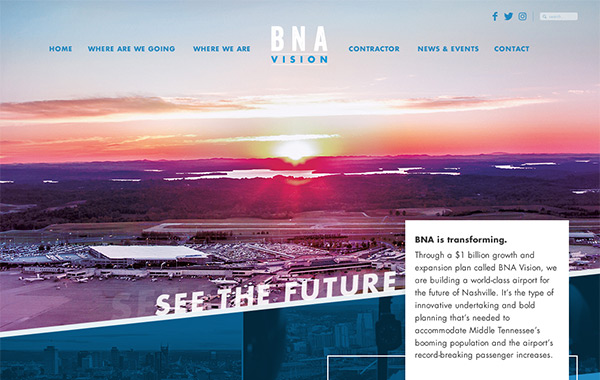 Search...
BNA
VISION
HOME WHERE ARE WE GOING WHERE WE ARE CONTRACTOR NEWS & EVENTS CONTACT
SEE THE FUTURE
BNA is transforming.
Through a $1 billion growth and
expansion plan called BNA Vision, we
are building a world-class airport for
the future of Nashville. It's the type of
innovative undertaking and bold
planning that's needed to
accommodate Middle Tennessee's
booming population and the airport's
record-breaking passenger increases.